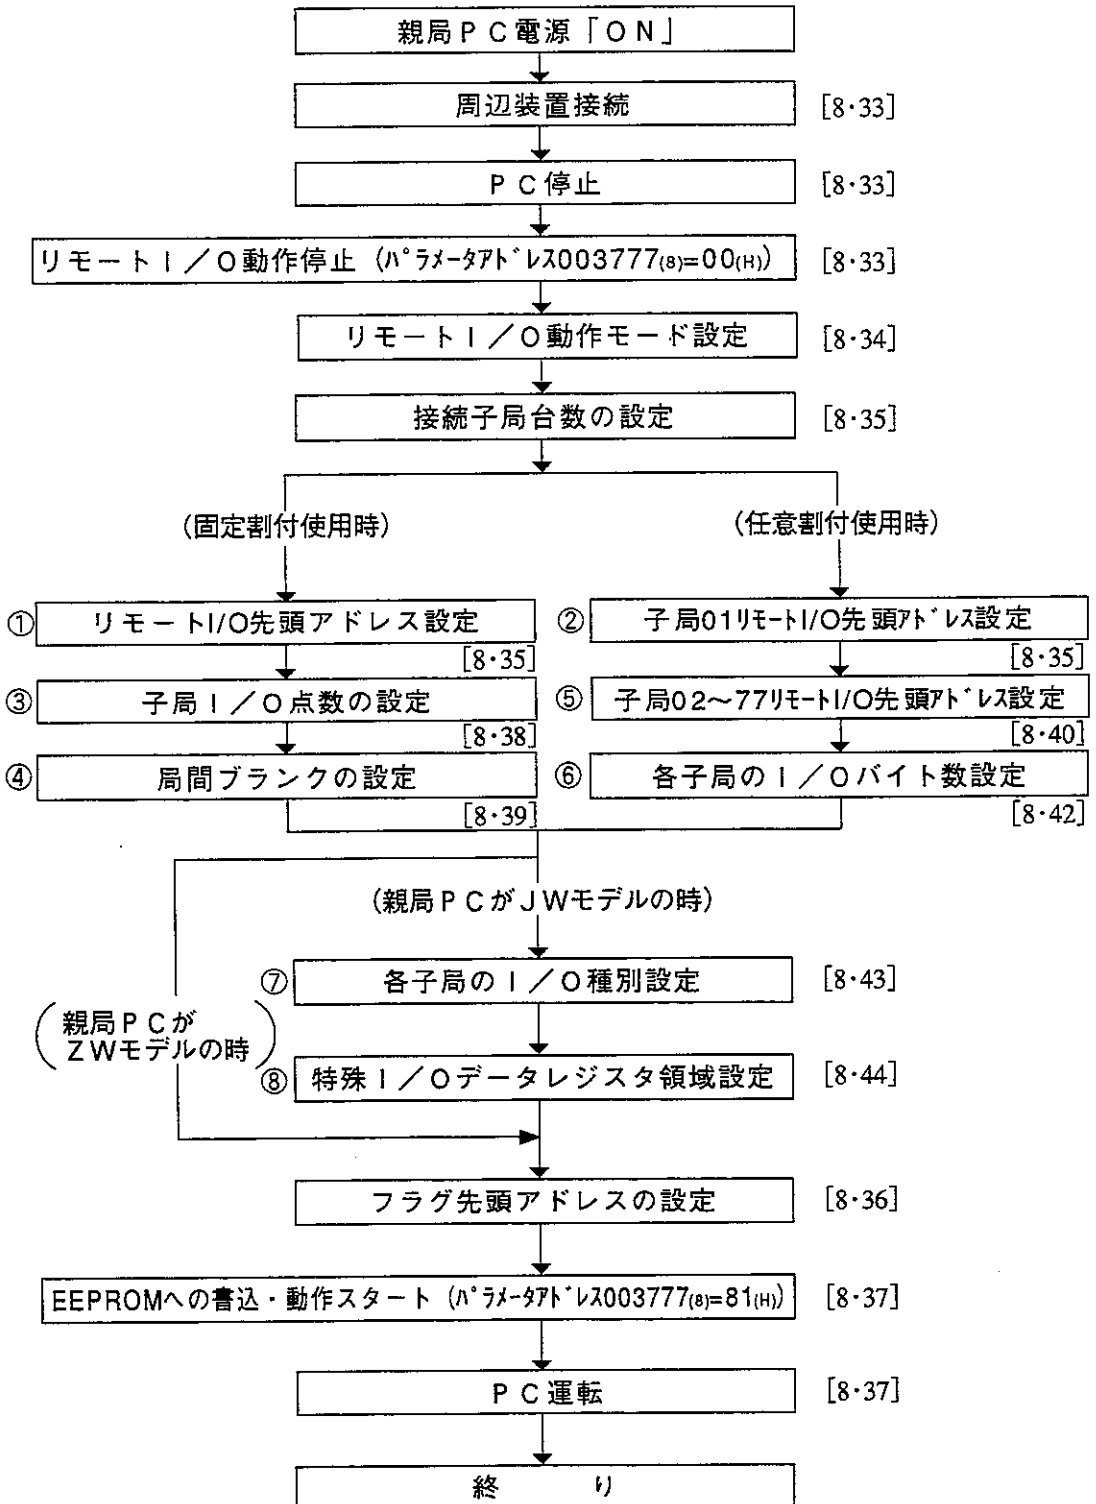 親局PC電源「ON」
周辺装置接続 [8・33]
PC停止 [8・33]
リモートI/O動作停止（ﾊﾟﾗﾒｰﾀｱﾄﾞﾚｽ003777(8)=00(H)） [8・33]
リモートI/O動作モード設定 [8・34]
接続子局台数の設定 [8・35]
（固定割付使用時） （任意割付使用時）
① リモートI/O先頭アドレス設定 ② 子局01ﾘﾓｰﾄI/O先頭ｱﾄﾞﾚｽ設定
[8・35] [8・35]
③ 子局I/O点数の設定 ⑤ 子局02～77ﾘﾓｰﾄI/O先頭ｱﾄﾞﾚｽ設定
[8・38] [8・40]
④ 局間ブランクの設定 ⑥ 各子局のI/Oバイト数設定
[8・39] [8・42]
（親局PCがJWモデルの時）
⑦ 各子局のI/O種別設定 [8・43]
（親局PCが
ZWモデルの時）
⑧ 特殊I/Oデータレジスタ領域設定 [8・44]
フラグ先頭アドレスの設定 [8・36]
EEPROMへの書込・動作スタート（ﾊﾟﾗﾒｰﾀｱﾄﾞﾚｽ003777(8)=81(H)） [8・37]
PC運転 [8・37]
終り